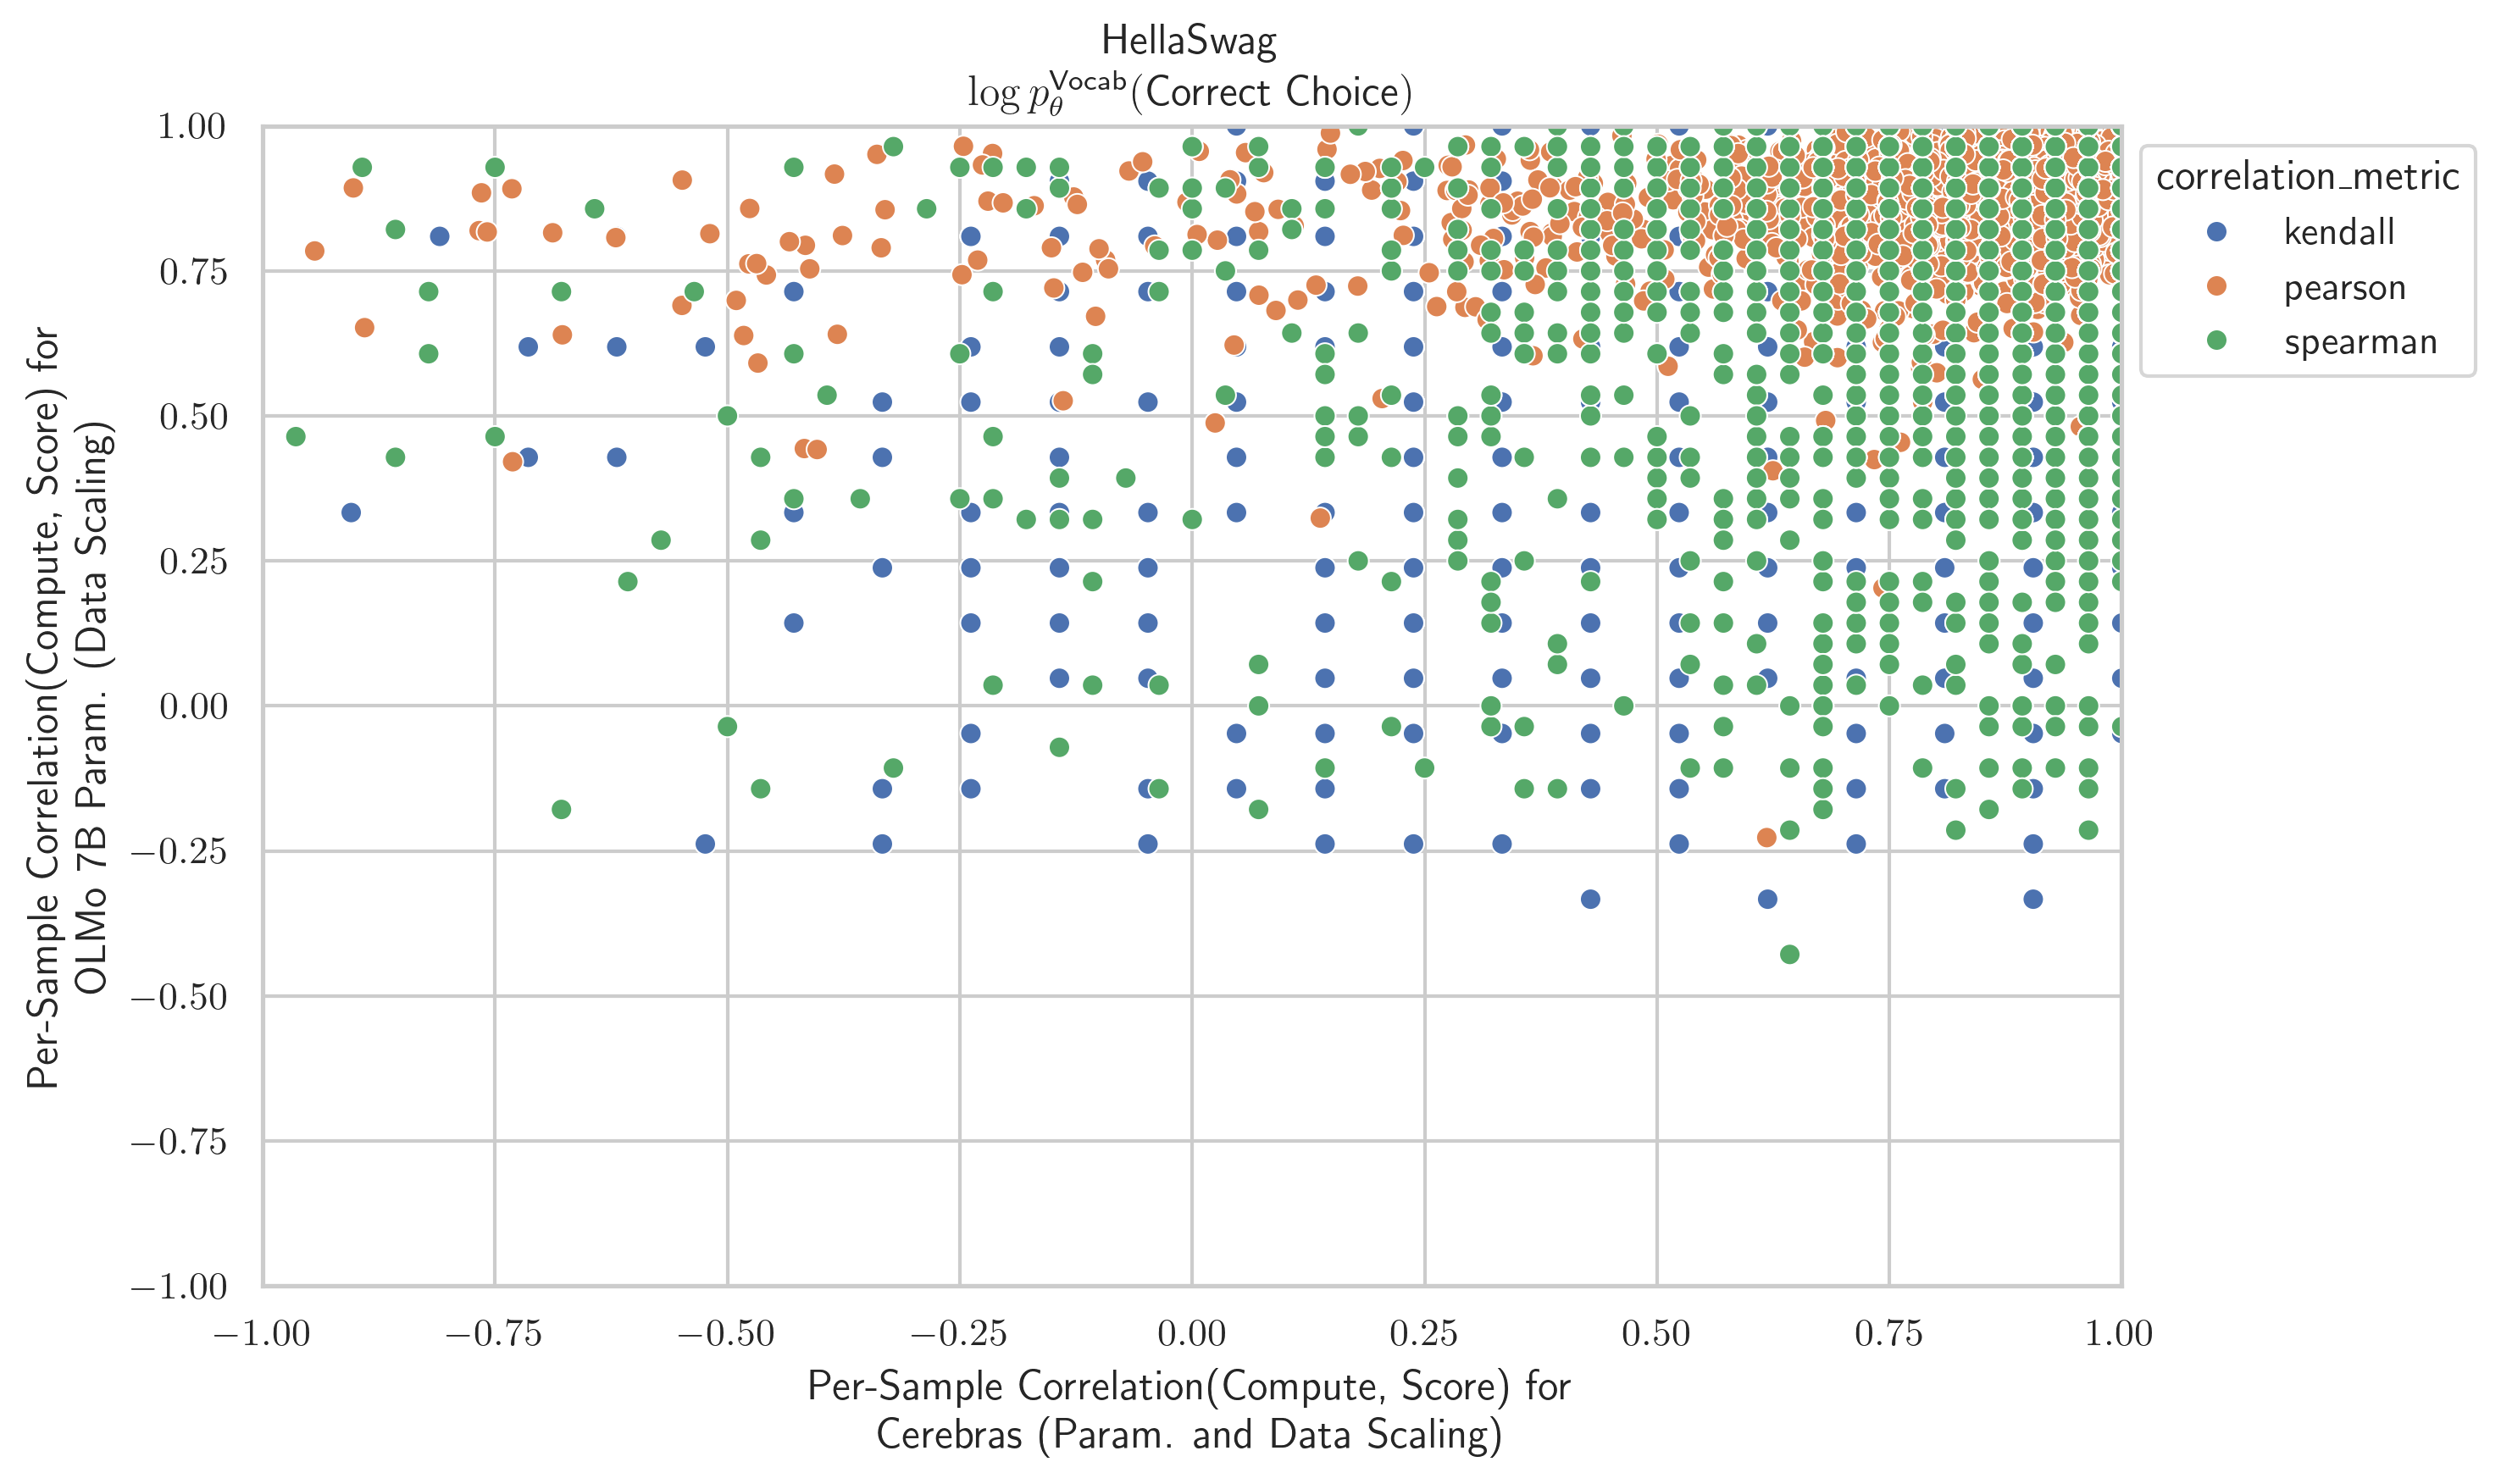 HellaSwag
log p_θ^Vocab(Correct Choice)
1.00
0.75
0.50
0.25
0.00
−0.25
−0.50
−0.75
−1.00
Per-Sample Correlation(Compute, Score) for
OLMo 7B Param. (Data Scaling)
−1.00 −0.75 −0.50 −0.25 0.00 0.25 0.50 0.75 1.00
Per-Sample Correlation(Compute, Score) for
Cerebras (Param. and Data Scaling)
correlation_metric
kendall
pearson
spearman